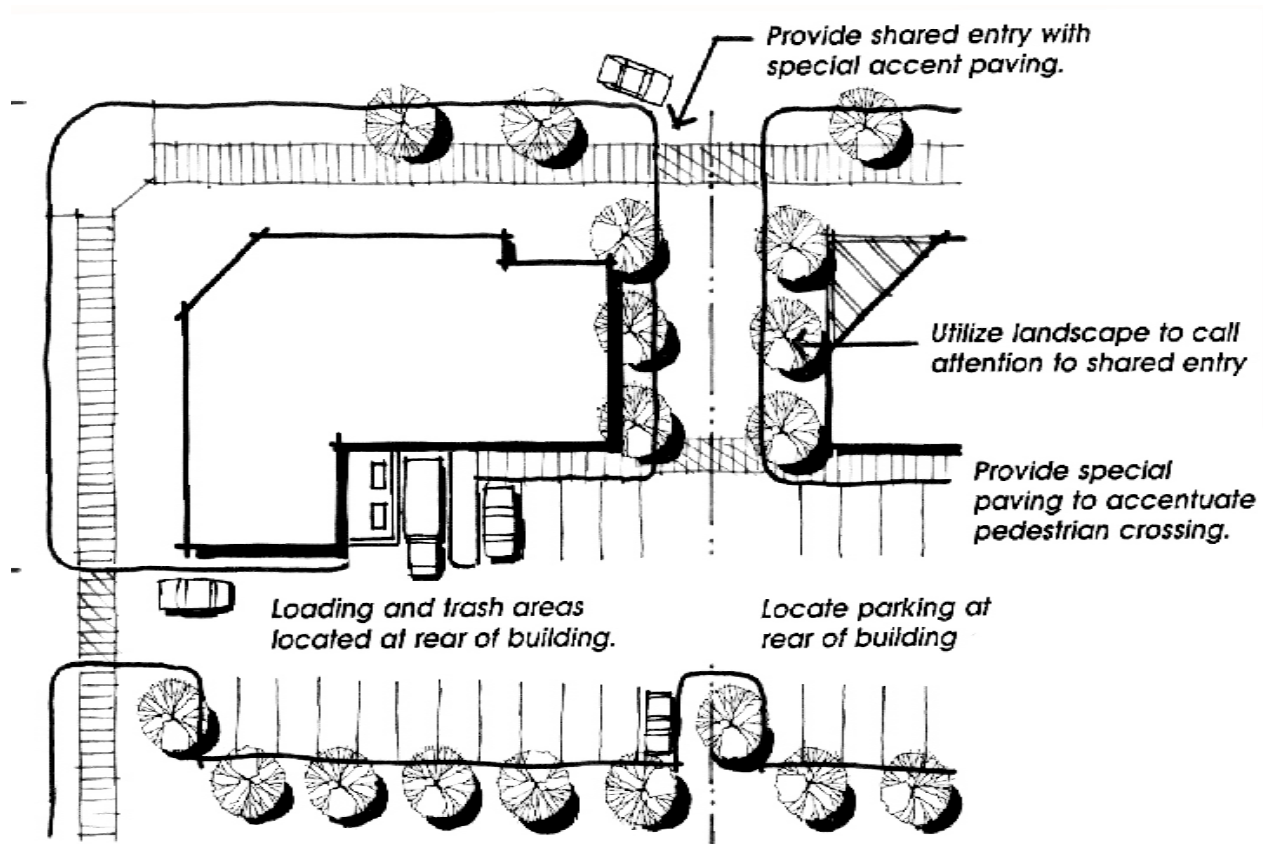 Provide shared entry with
special accent paving.
Utilize landscape to call
attention to shared entry
Provide special
paving to accentuate
pedestrian crossing.
Loading and trash areas
located at rear of building.
Locate parking at
rear of building